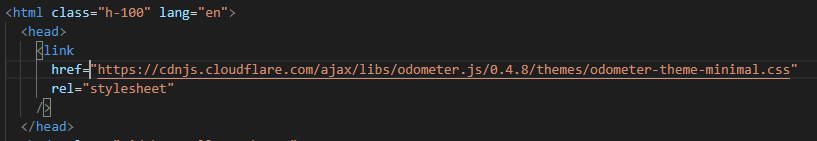 <html class="h-100" lang="en">
<head>
<link
href="https://cdnjs.cloudflare.com/ajax/libs/odometer.js/0.4.8/themes/odometer-theme-minimal.css"
rel="stylesheet"
/>
</head>